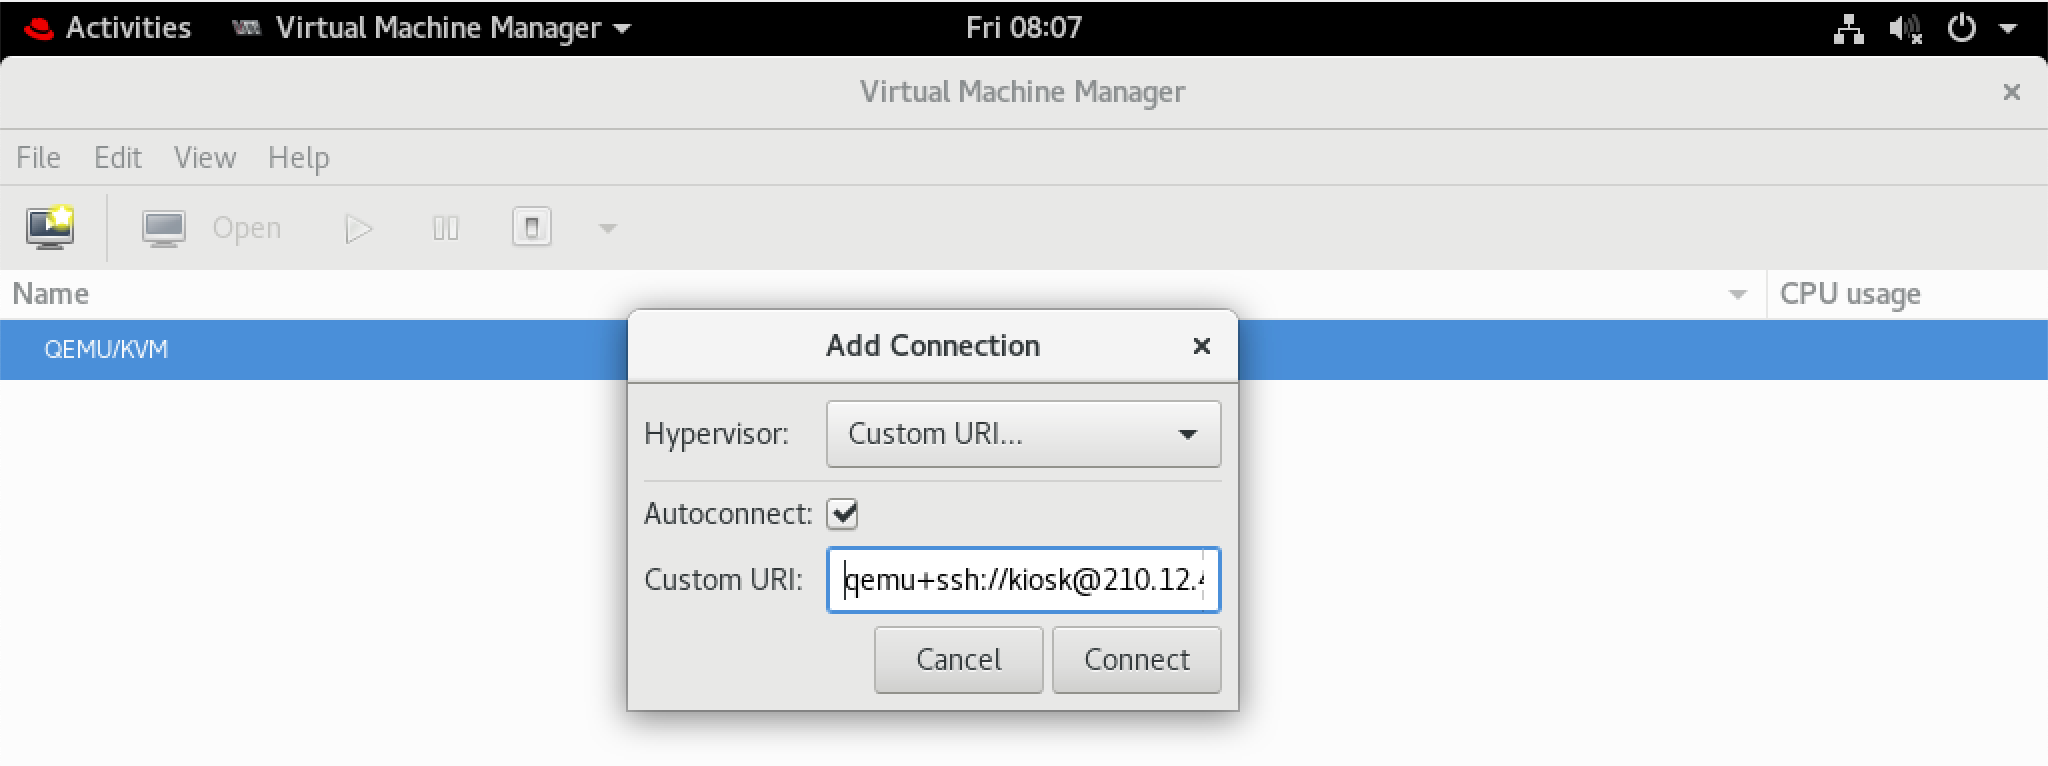 Activities Virtual Machine Manager Fri 08:07
Virtual Machine Manager
File Edit View Help
Open
Name CPU usage
QEMU/KVM
Add Connection
Hypervisor: Custom URI...
Autoconnect:
Custom URI: qemu+ssh://kiosk@210.12.4
Cancel Connect